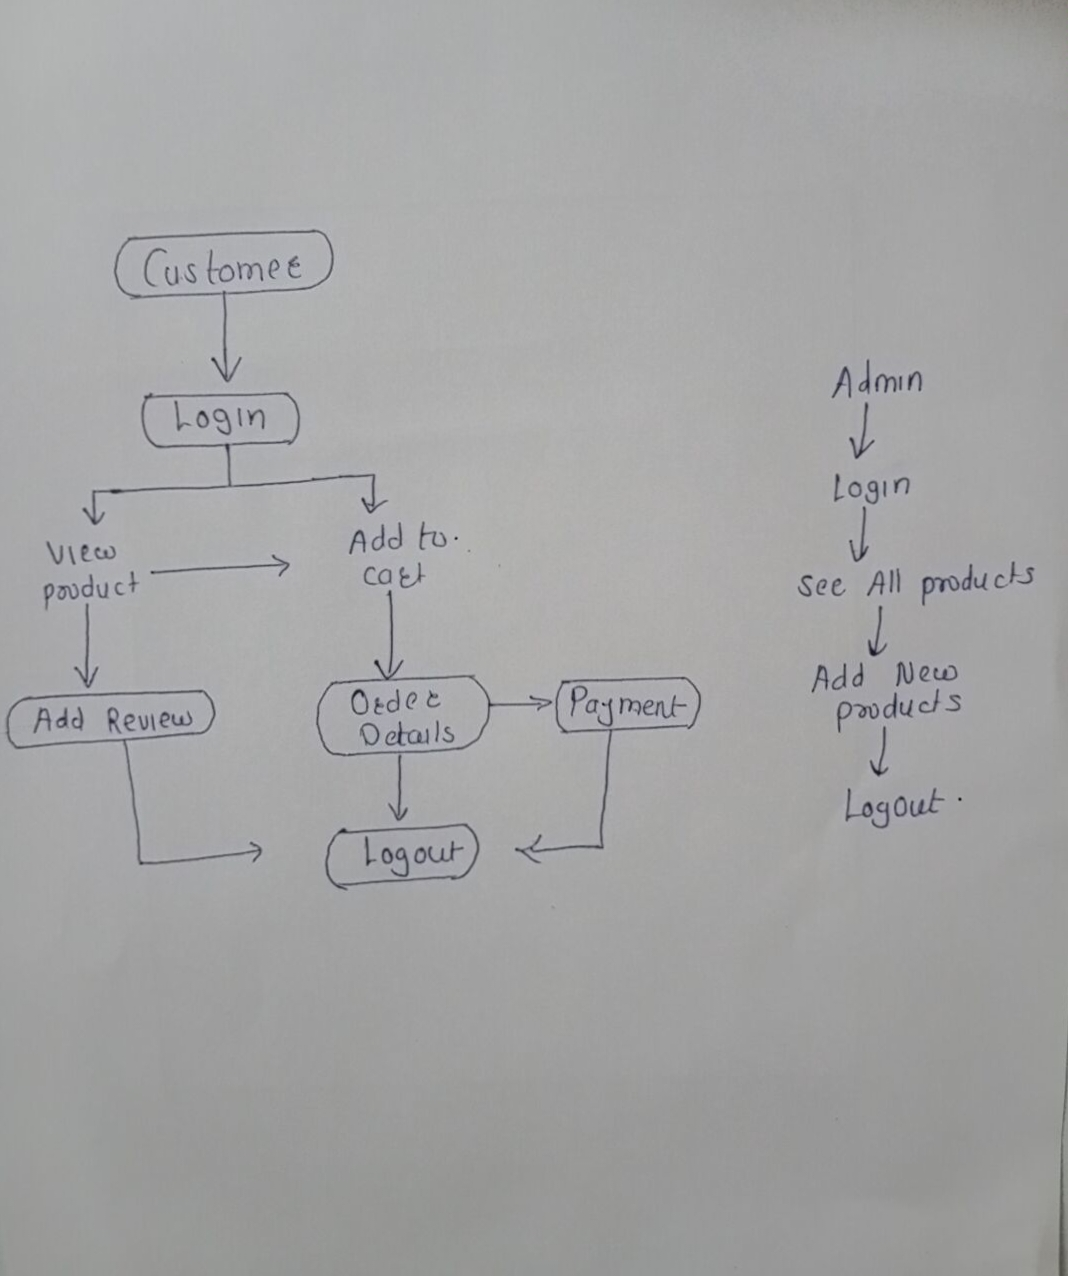 Customer
Login
View
product
Add to.
cart
Add Review
Order
Details
Payment
Logout
Admin
Login
See All products
Add New
products
Logout.